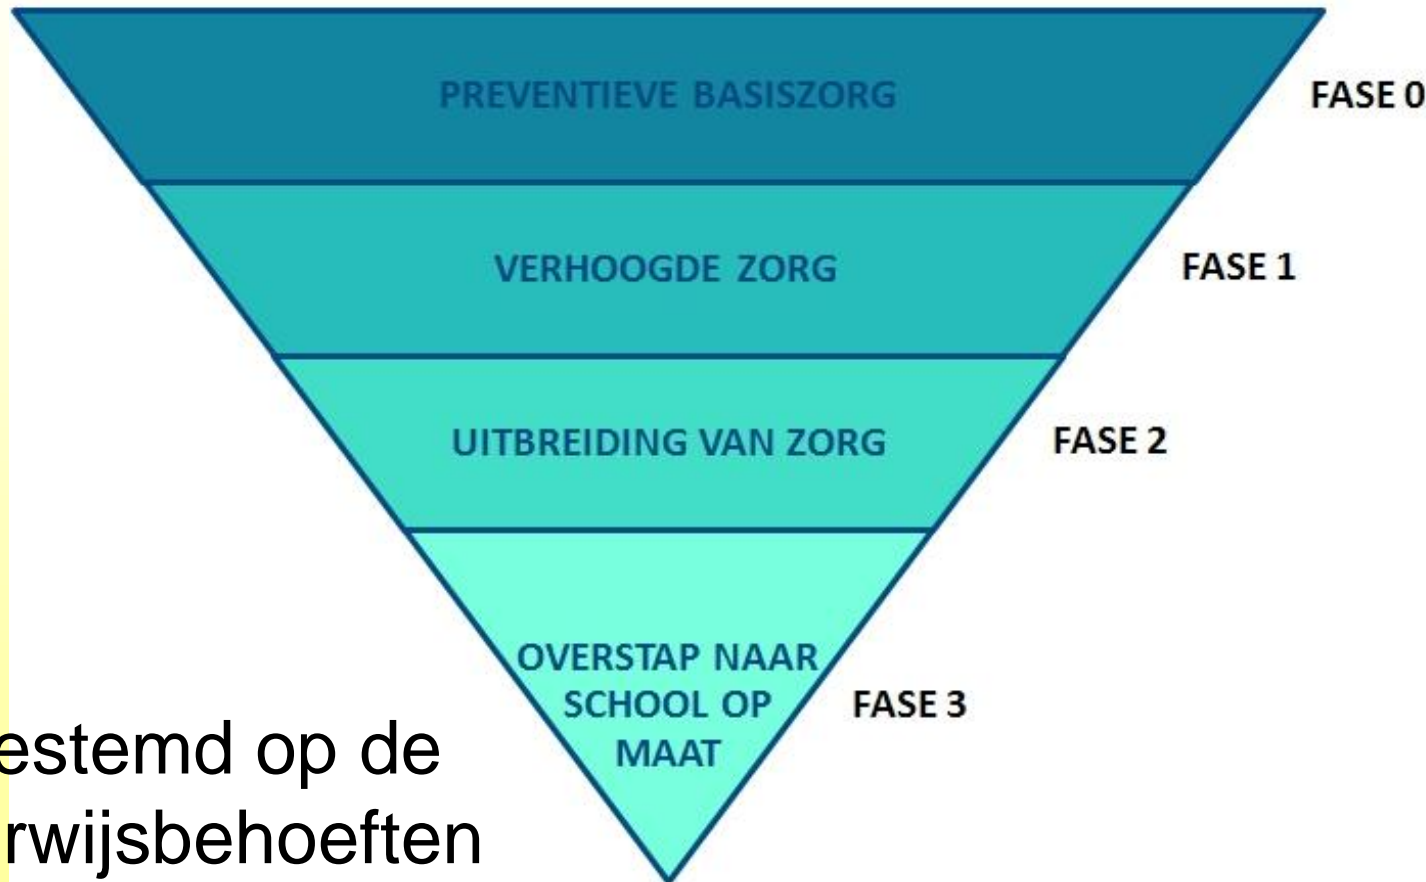 PREVENTIEVE BASISZORG FASE 0
VERHOOGDE ZORG FASE 1
UITBREIDING VAN ZORG FASE 2
OVERSTAP NAAR
SCHOOL OP FASE 3
MAAT
estemd op de
rwijsbehoeften